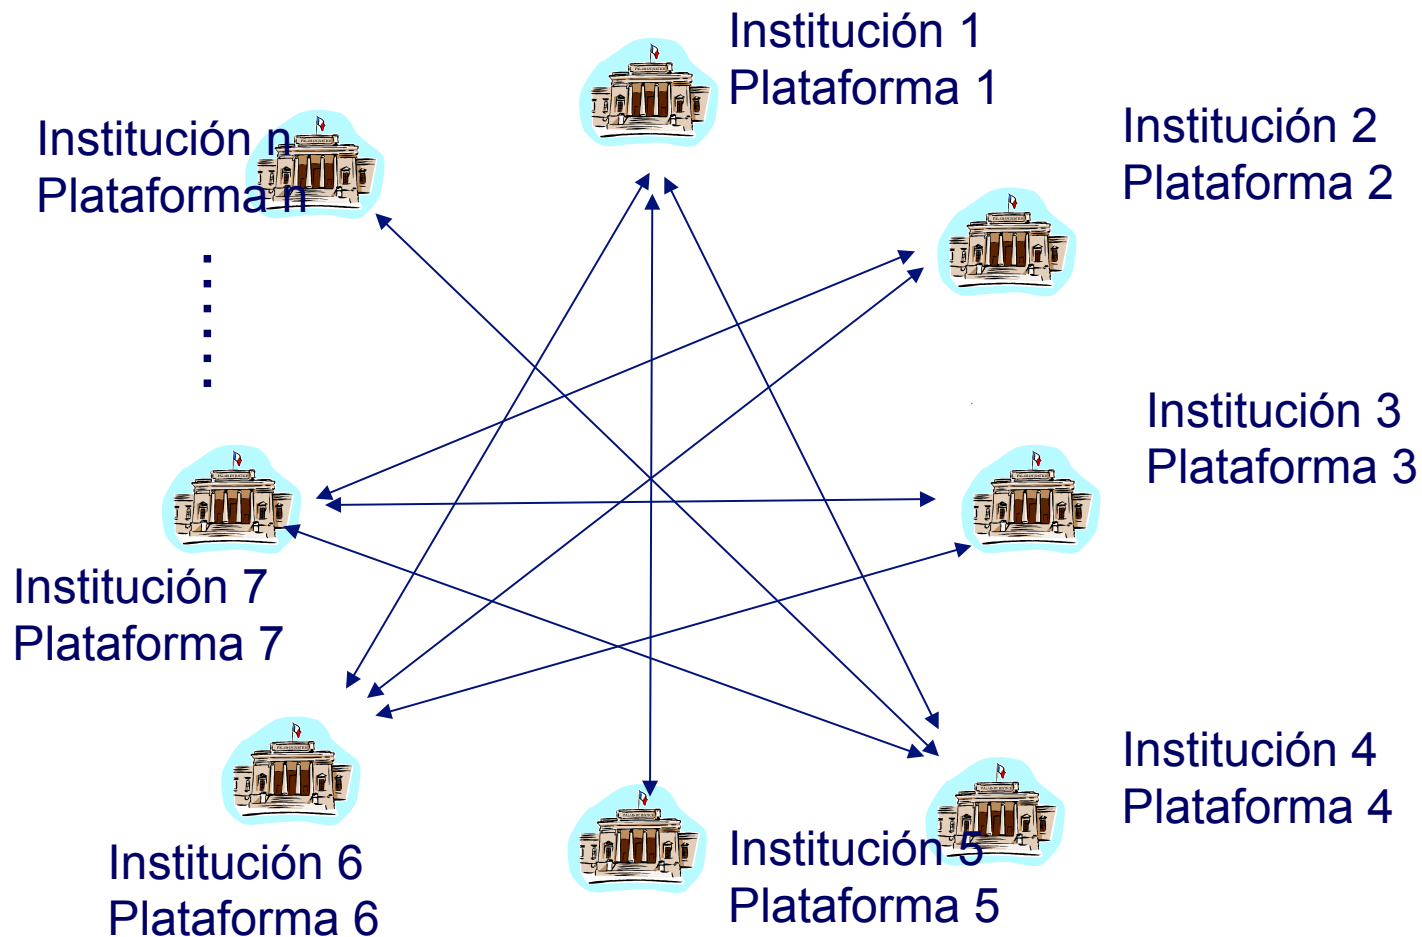 Institución 1
Plataforma 1
Institución 2
Plataforma 2
Institución n
Plataforma n
Institución 3
Plataforma 3
Institución 7
Plataforma 7
Institución 4
Plataforma 4
Institución 5
Plataforma 5
Institución 6
Plataforma 6